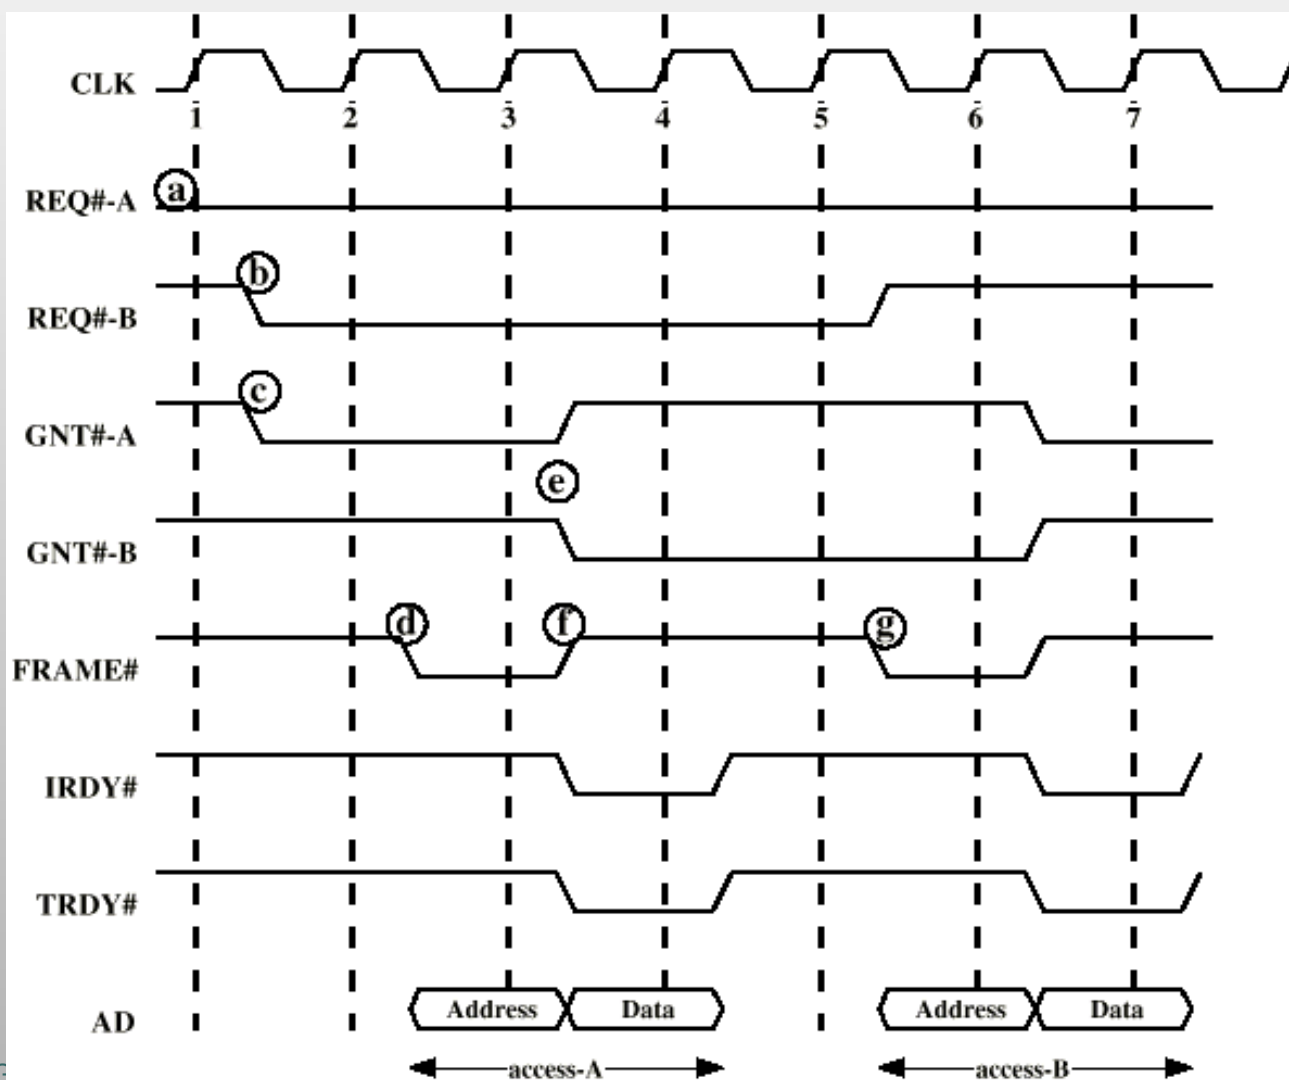 CLK
1 2 3 4 5 6 7
a
REQ#-A
b
REQ#-B
c
GNT#-A
e
GNT#-B
d f g
FRAME#
IRDY#
TRDY#
AD Address Data Address Data
access-A access-B